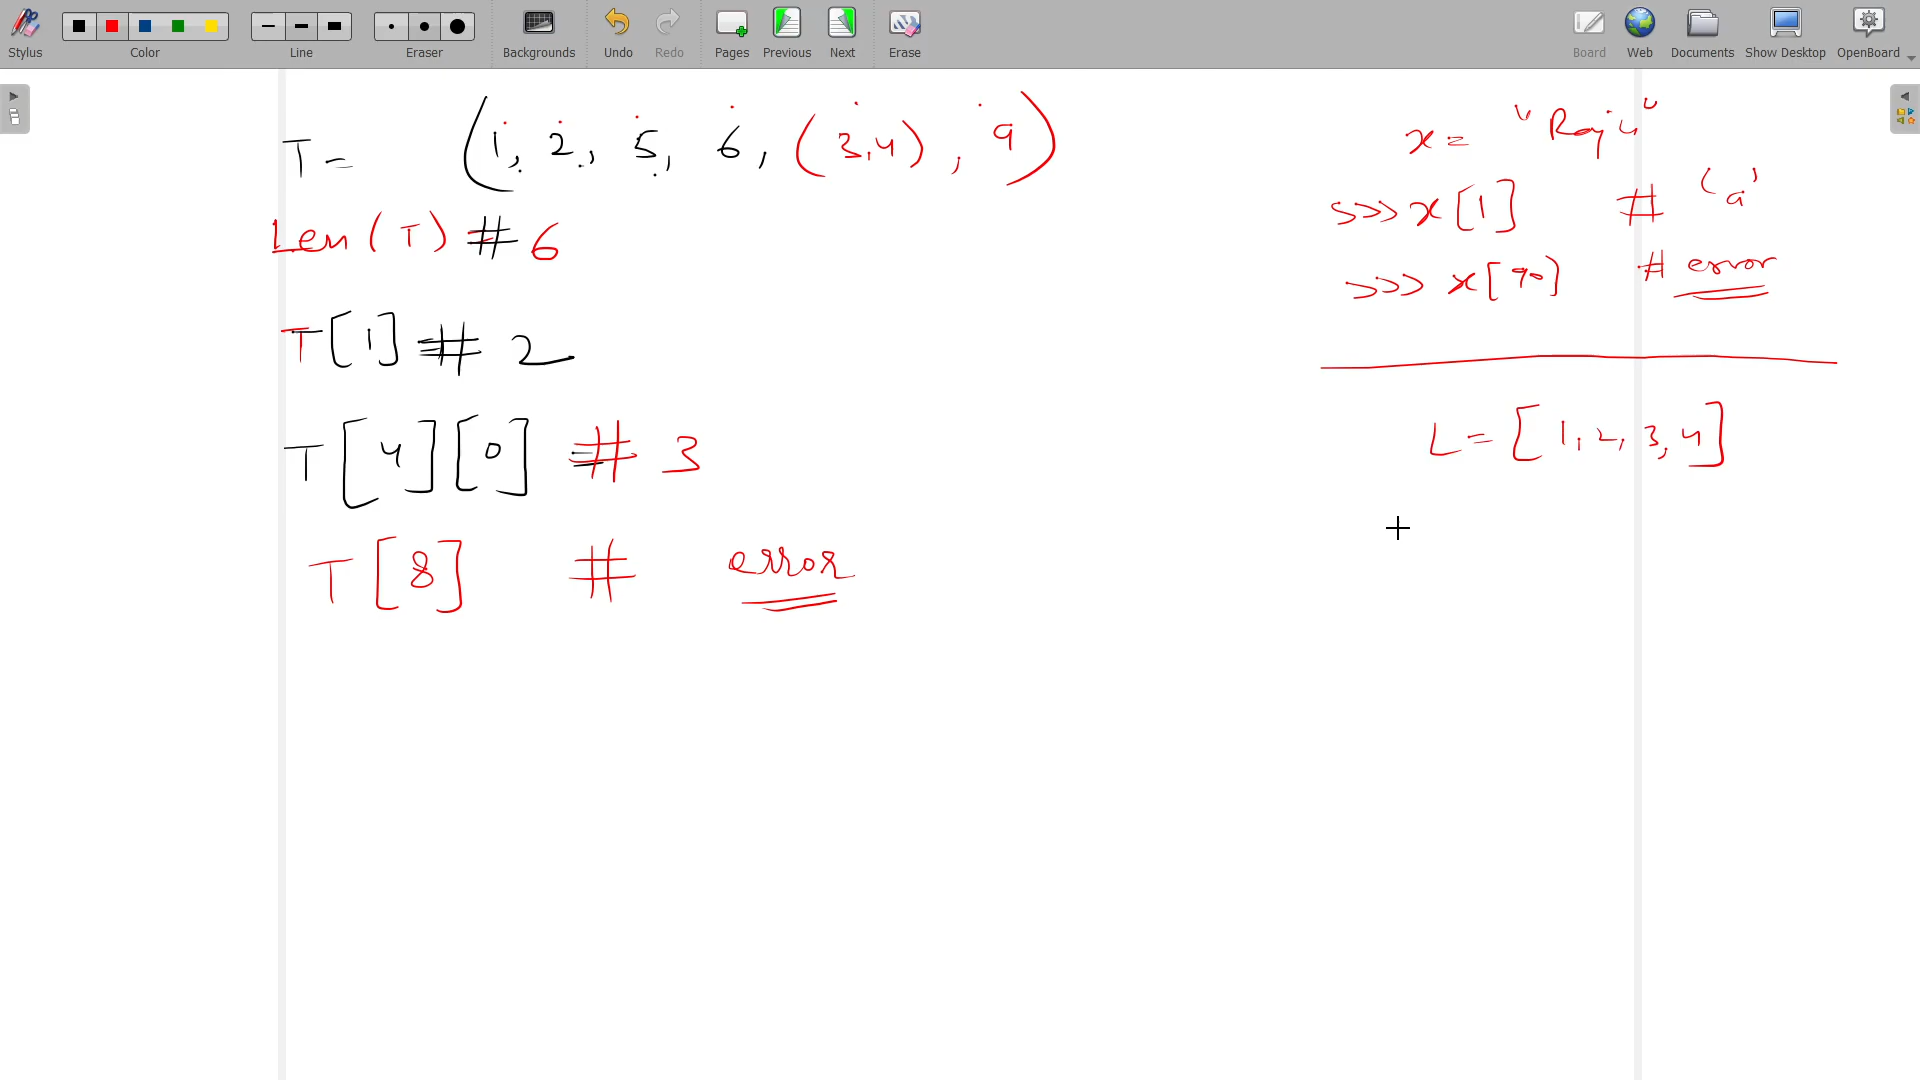 Stylus Color Line Eraser Backgrounds Undo Redo Pages Previous Next Erase Board Web Documents Show Desktop OpenBoard
T = (1, 2, 5, 6, (3,4), 9)
Len(T) # 6
T[1] # 2
T[4][0] # 3
T[8] # error
x = "Raju"
>>> x[1] # 'a'
>>> x[90] # error
L = [1, 2, 3, 4]